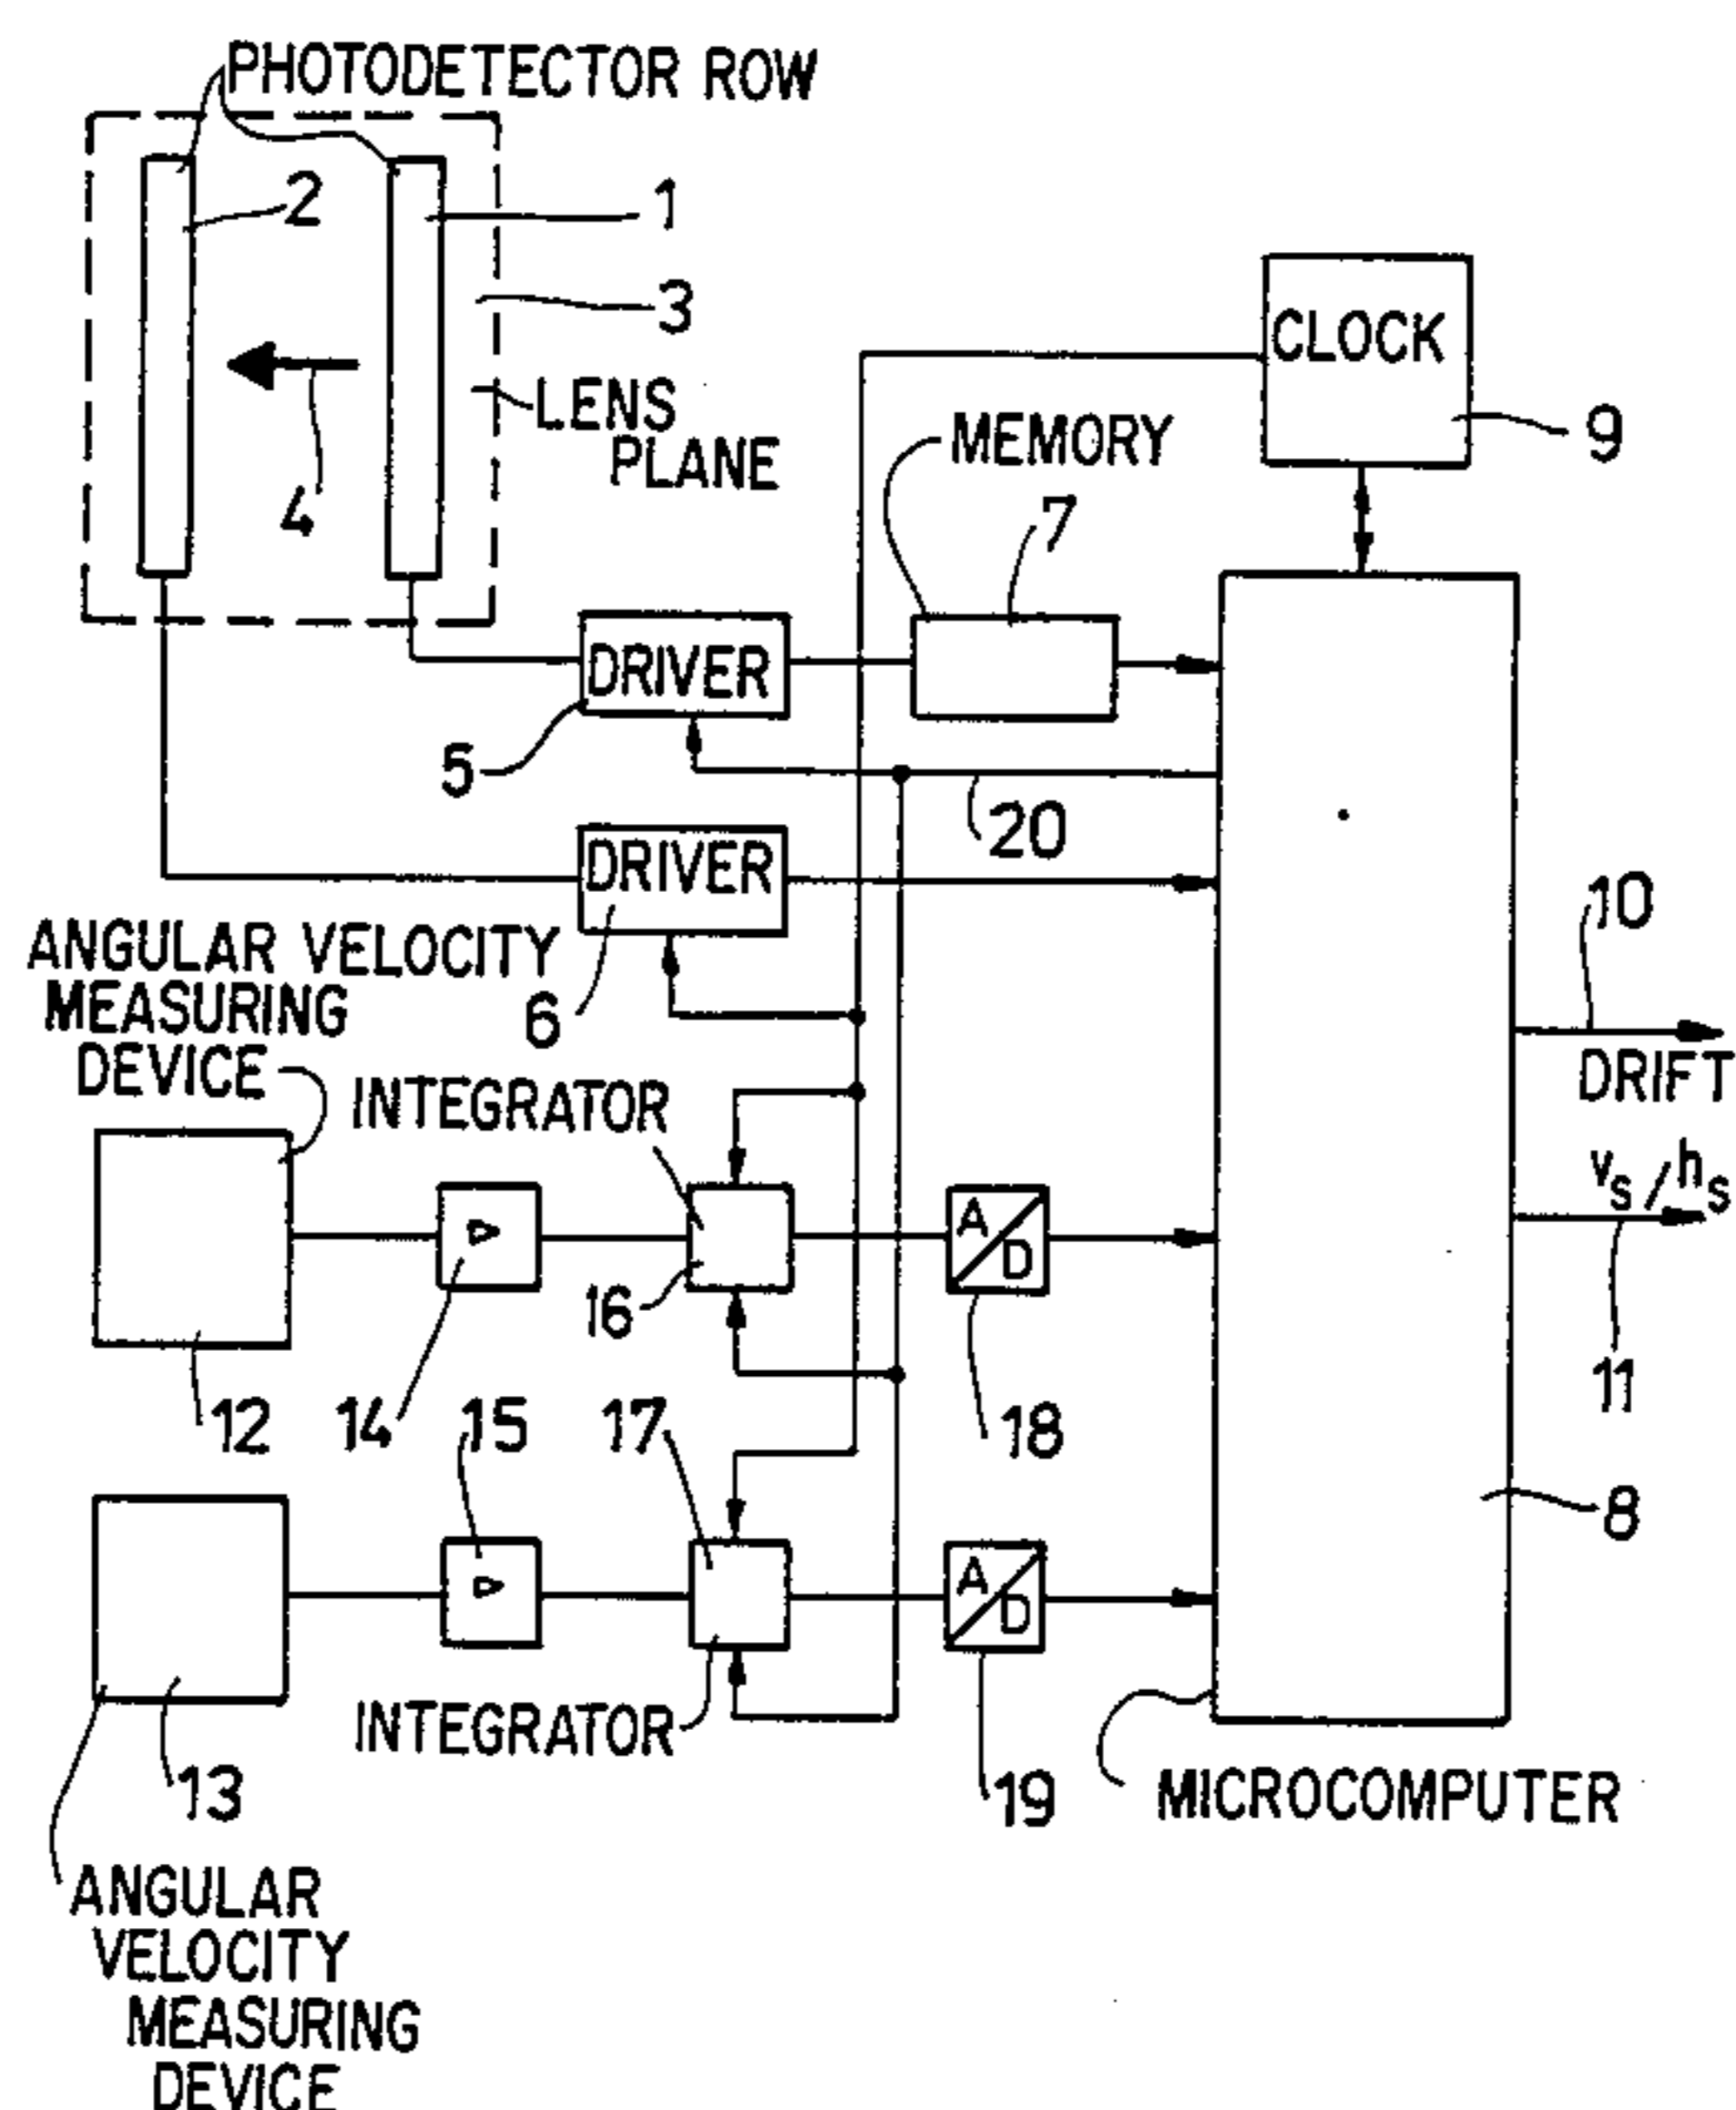 PHOTODETECTOR ROW
2
1
3
LENS
PLANE
4
CLOCK
9
MEMORY
7
DRIVER
5
20
DRIVER
6
10
DRIFT
ANGULAR VELOCITY
MEASURING
DEVICE
INTEGRATOR
vs/hs
11
A/D
16
12
14
15
17
18
8
A/D
INTEGRATOR
13
19
MICROCOMPUTER
ANGULAR
VELOCITY
MEASURING
DEVICE